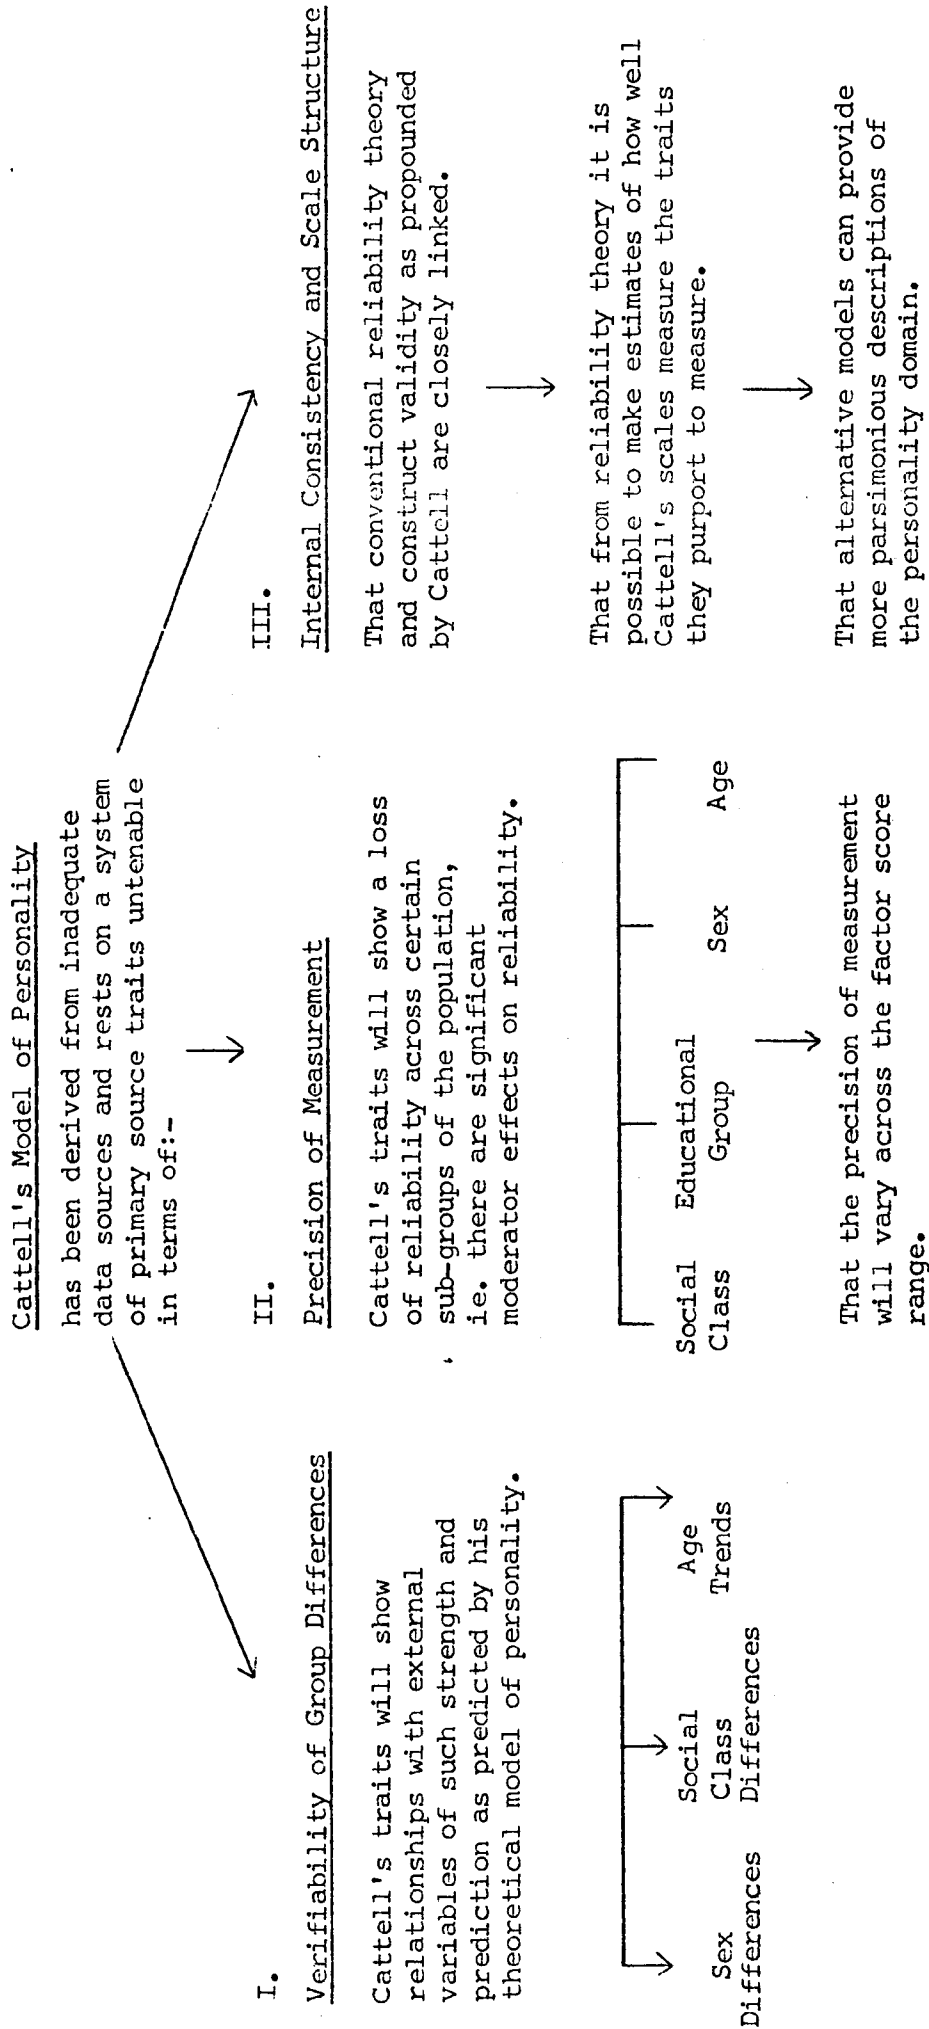 Cattell's Model of Personality
has been derived from inadequate
data sources and rests on a system
of primary source traits untenable
in terms of:-
I.
Verifiability of Group Differences
Cattell's traits will show
relationships with external
variables of such strength and
prediction as predicted by his
theoretical model of personality.
Sex
Differences
Social
Class
Differences
Age
Trends
II.
Precision of Measurement
Cattell's traits will show a loss
of reliability across certain
sub-groups of the population,
ie. there are significant
moderator effects on reliability.
Social
Class
Educational
Group
Sex
Age
That the precision of measurement
will vary across the factor score
range.
III.
Internal Consistency and Scale Structure
That conventional reliability theory
and construct validity as propounded
by Cattell are closely linked.
That from reliability theory it is
possible to make estimates of how well
Cattell's scales measure the traits
they purport to measure.
That alternative models can provide
more parsimonious descriptions of
the personality domain.